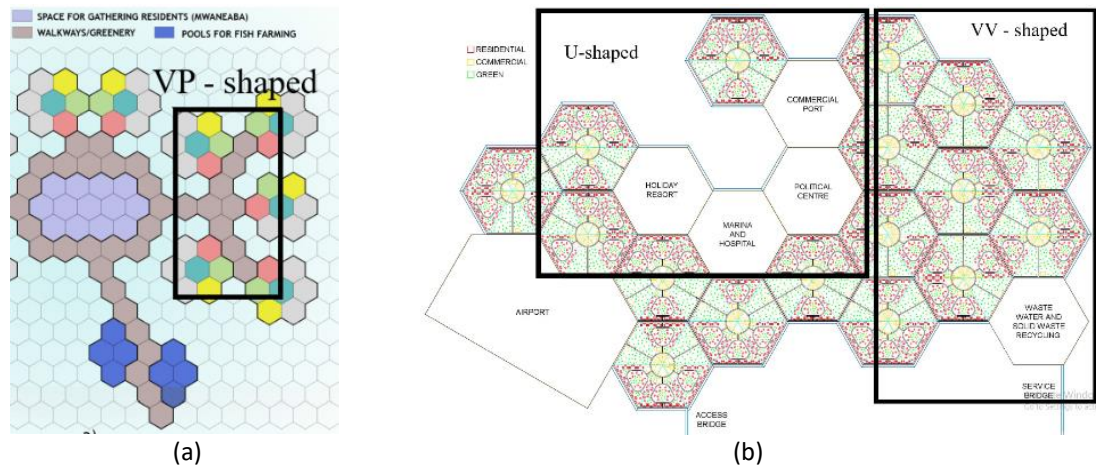 SPACE FOR GATHERING RESIDENTS (MWANEABA)
WALKWAYS/GREENERY
POOLS FOR FISH FARMING
VP - shaped
(a)
U-shaped
VV - shaped
RESIDENTIAL
COMMERCIAL
GREEN
COMMERCIAL
PORT
HOLIDAY
RESORT
POLITICAL
CENTRE
MARINA
AND
HOSPITAL
AIRPORT
WASTE
WATER AND
SOLID WASTE
RECYCLING
SERVICE
BRIDGE
ACCESS
BRIDGE
(b)